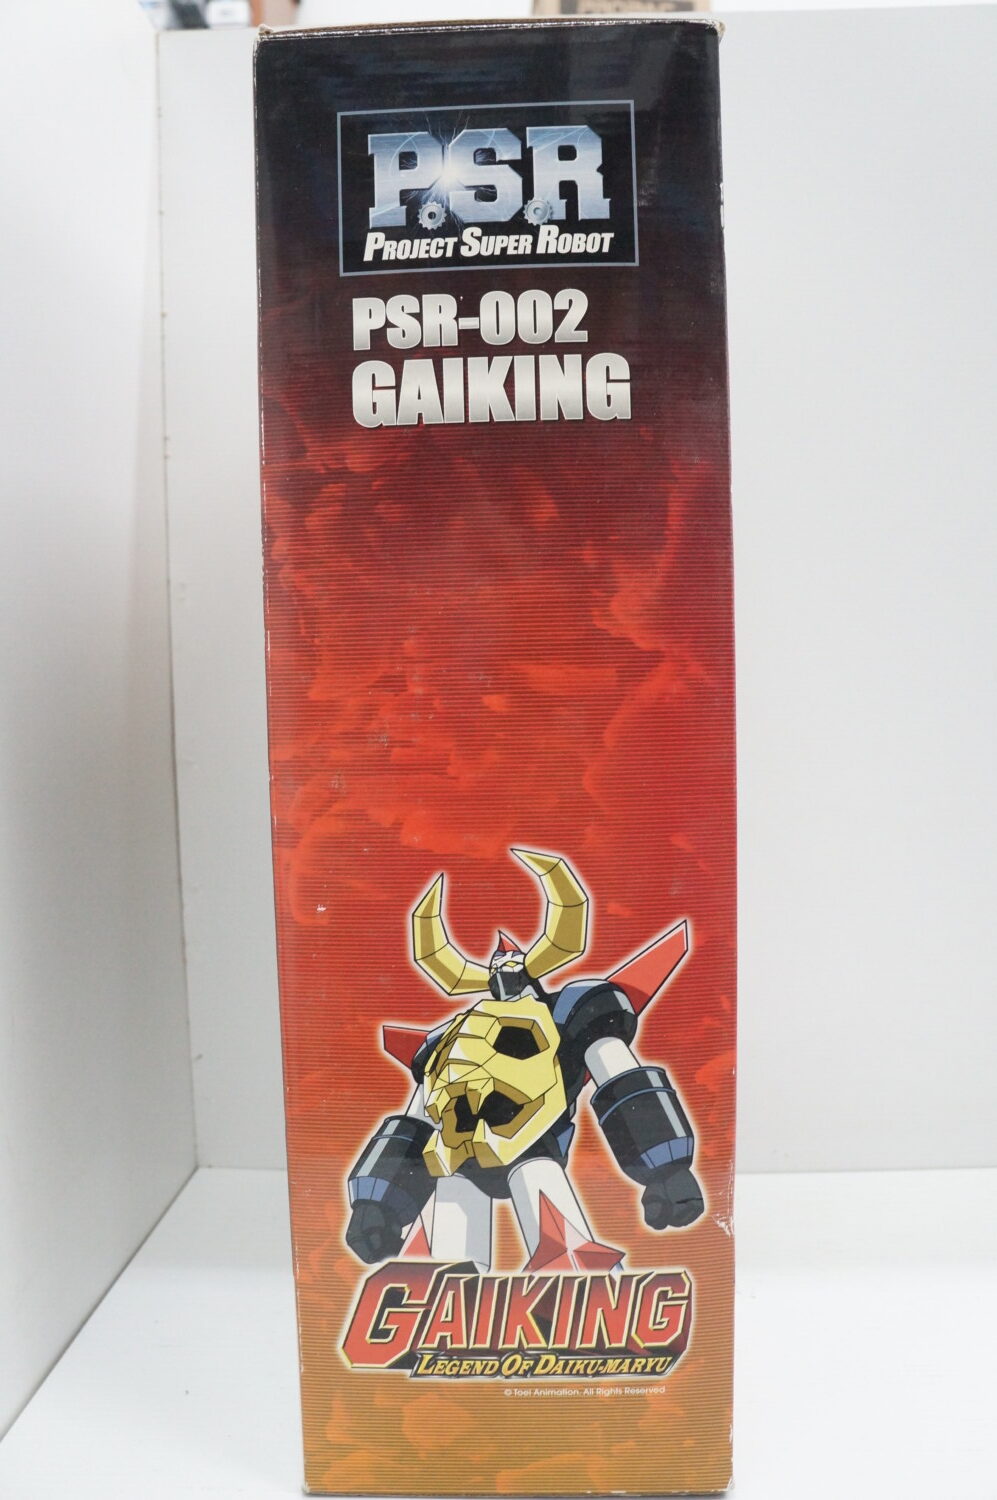 P.S.R
PROJECT SUPER ROBOT
PSR-002
GAIKING
GAIKING
LEGEND OF DAIKU-MARYU
© Toei Animation. All Rights Reserved